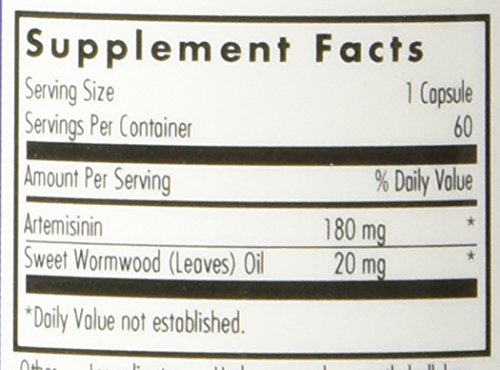 Supplement Facts
Serving Size 1 Capsule
Servings Per Container 60
Amount Per Serving % Daily Value
Artemisinin 180 mg *
Sweet Wormwood (Leaves) Oil 20 mg *
*Daily Value not established.